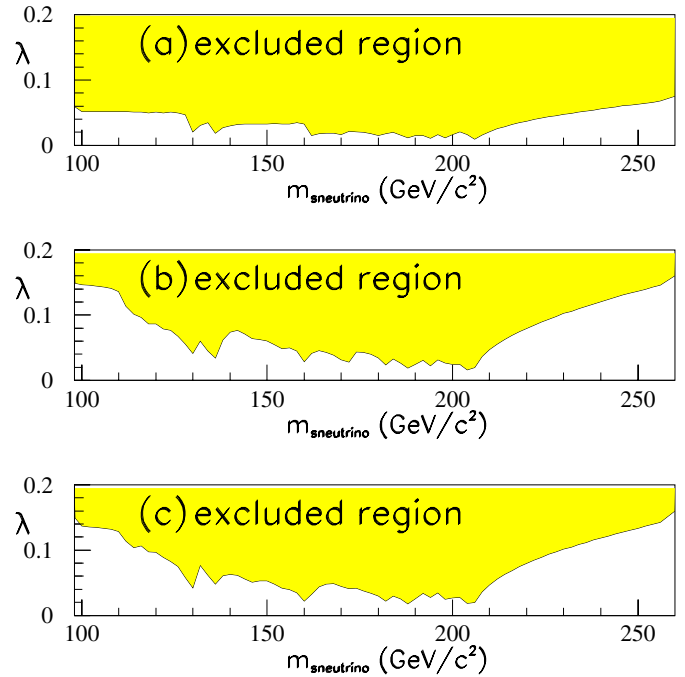 0.2
(a) excluded region
λ
0.1
0
100 150 200 250
m_sneutrino (GeV/c²)
0.2
(b) excluded region
λ
0.1
0
100 150 200 250
m_sneutrino (GeV/c²)
0.2
(c) excluded region
λ
0.1
0
100 150 200 250
m_sneutrino (GeV/c²)